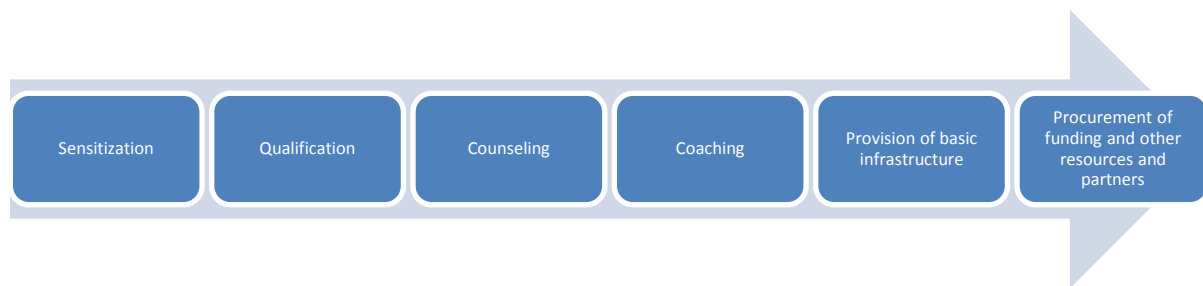 Sensitization
Qualification
Counseling
Coaching
Provision of basic
infrastructure
Procurement of
funding and other
resources and
partners